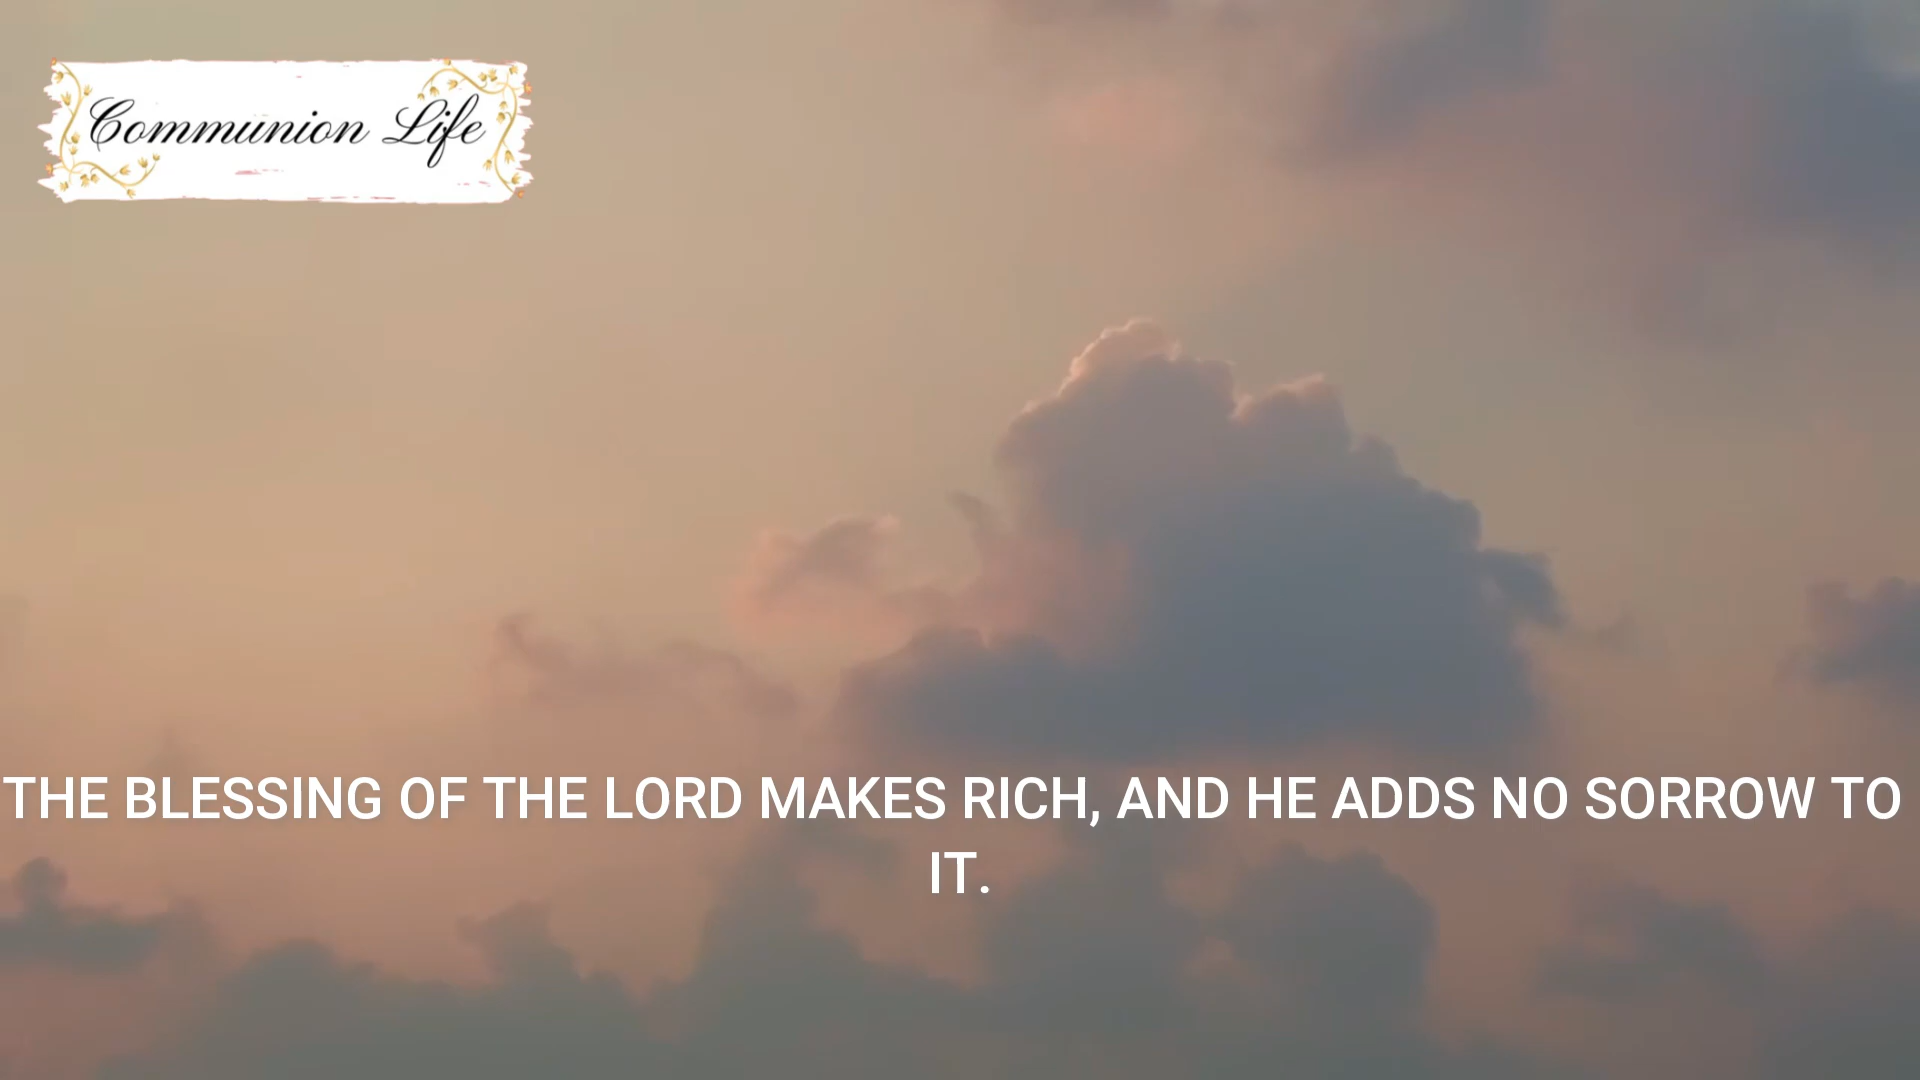 Communion Life
THE BLESSING OF THE LORD MAKES RICH, AND HE ADDS NO SORROW TO
IT.